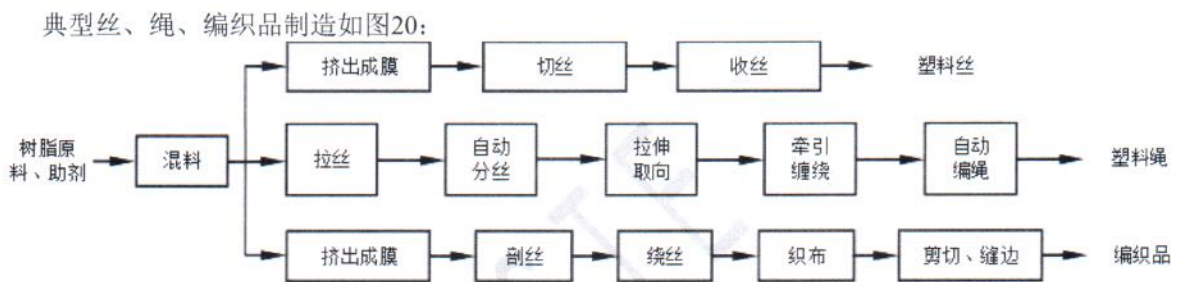 典型丝、绳、编织品制造如图20：
挤出成膜
切丝
收丝
塑料丝
树脂原
料、助剂
混料
拉丝
自动
分丝
拉伸
取向
牵引
缠绕
自动
编绳
塑料绳
挤出成膜
剖丝
绕丝
织布
剪切、缝边
编织品